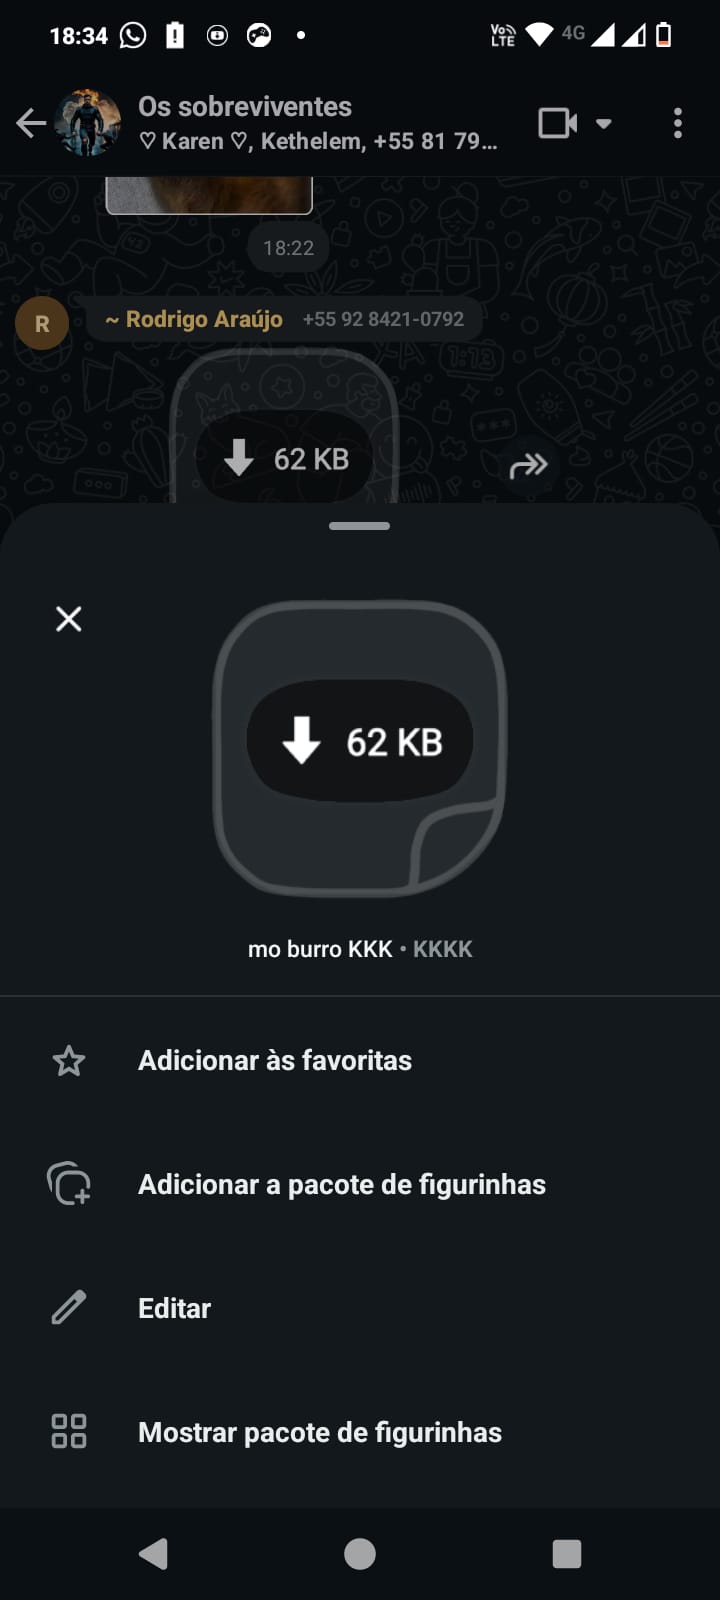 18:34
Vo LTE 4G
Os sobreviventes
♡ Karen ♡, Kethelem, +55 81 79...
18:22
R
~ Rodrigo Araújo +55 92 8421-0792
62 KB
62 KB
mo burro KKK • KKKK
Adicionar às favoritas
Adicionar a pacote de figurinhas
Editar
Mostrar pacote de figurinhas